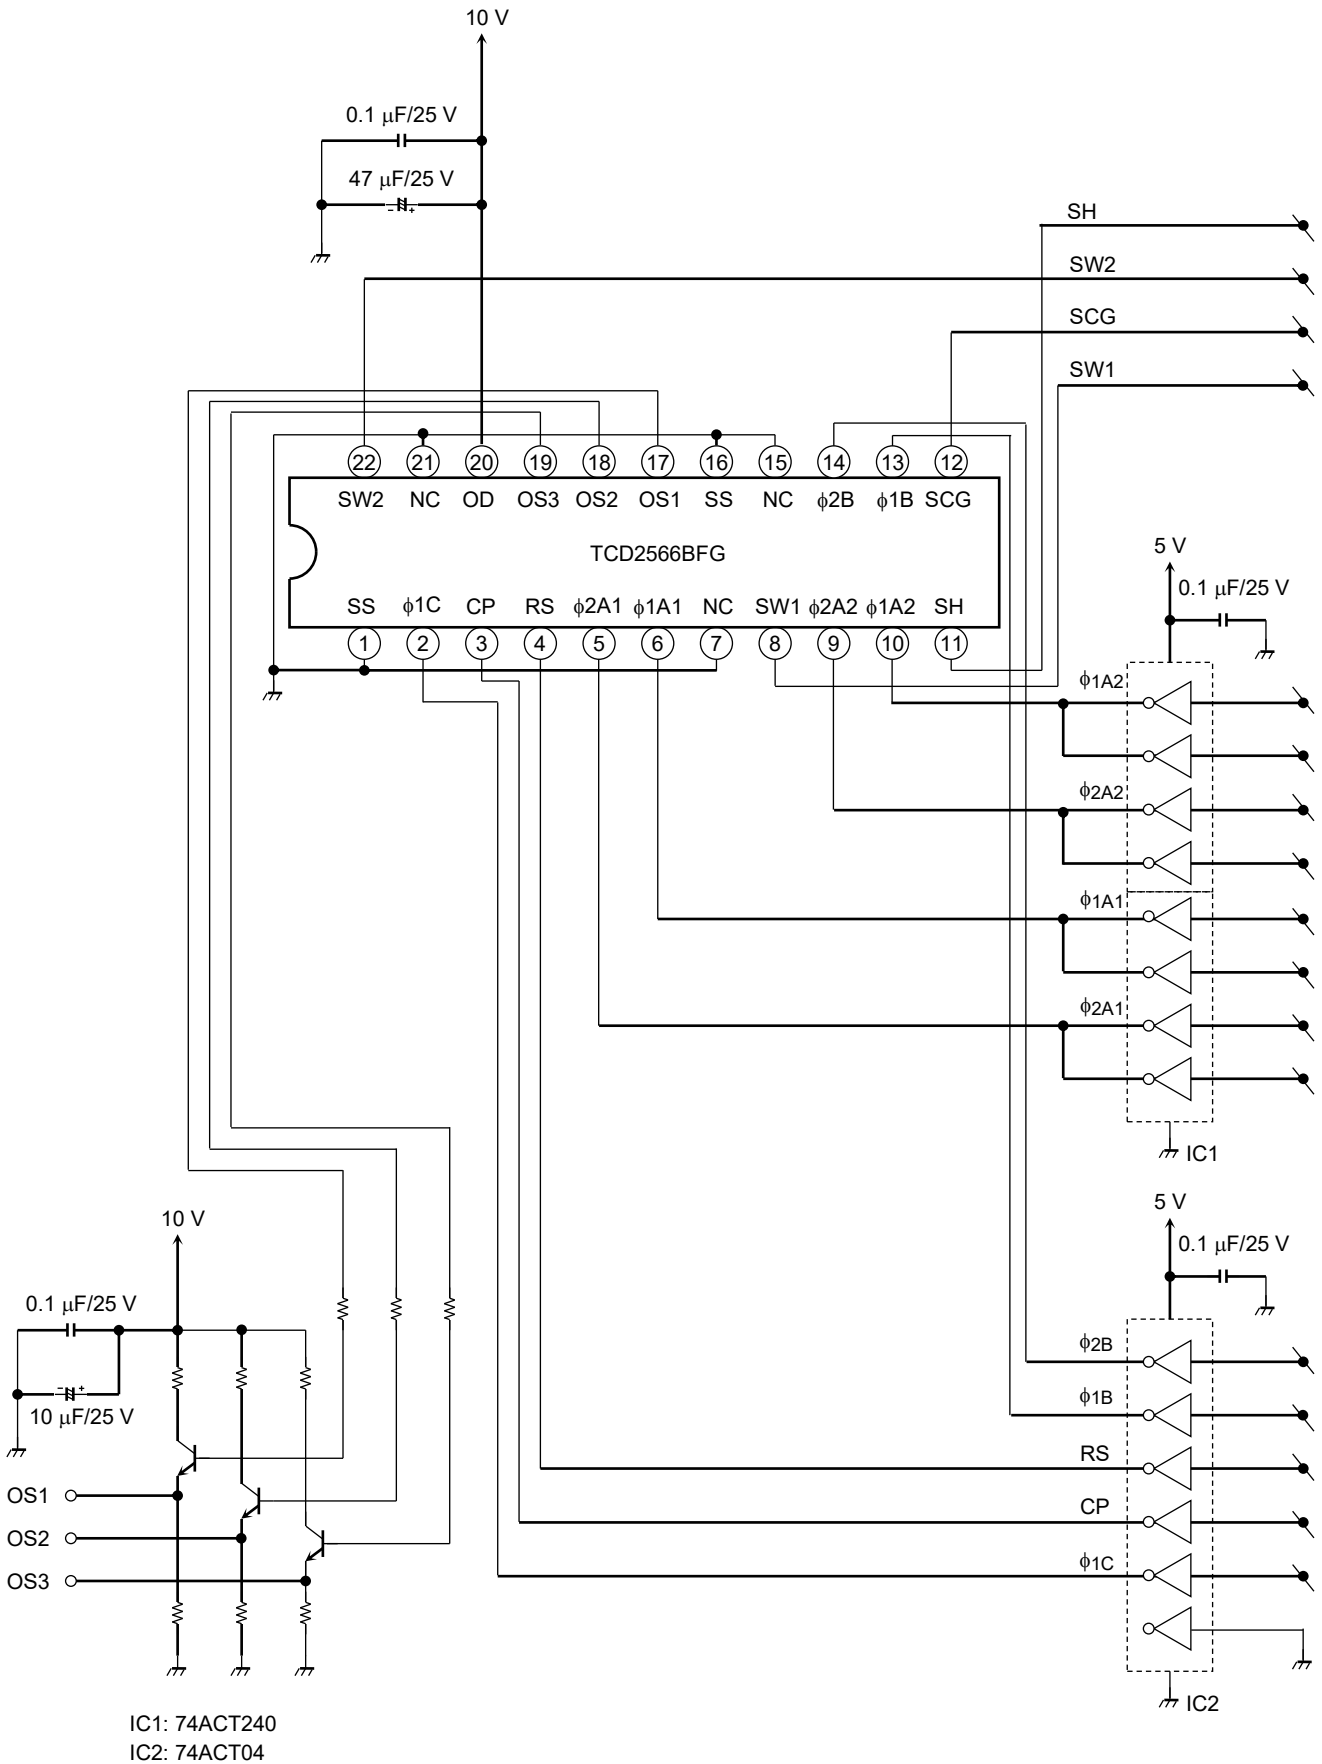 10 V
0.1 μF/25 V
47 μF/25 V
- +
SH
SW2
SCG
SW1
22 21 20 19 18 17 16 15 14 13 12
SW2 NC OD OS3 OS2 OS1 SS NC ϕ2B ϕ1B SCG
TCD2566BFG
SS ϕ1C CP RS ϕ2A1 ϕ1A1 NC SW1 ϕ2A2 ϕ1A2 SH
1 2 3 4 5 6 7 8 9 10 11
5 V
0.1 μF/25 V
ϕ1A2
ϕ2A2
ϕ1A1
ϕ2A1
IC1
10 V
0.1 μF/25 V
- +
10 μF/25 V
OS1
OS2
OS3
5 V
0.1 μF/25 V
ϕ2B
ϕ1B
RS
CP
ϕ1C
IC2
IC1: 74ACT240
IC2: 74ACT04